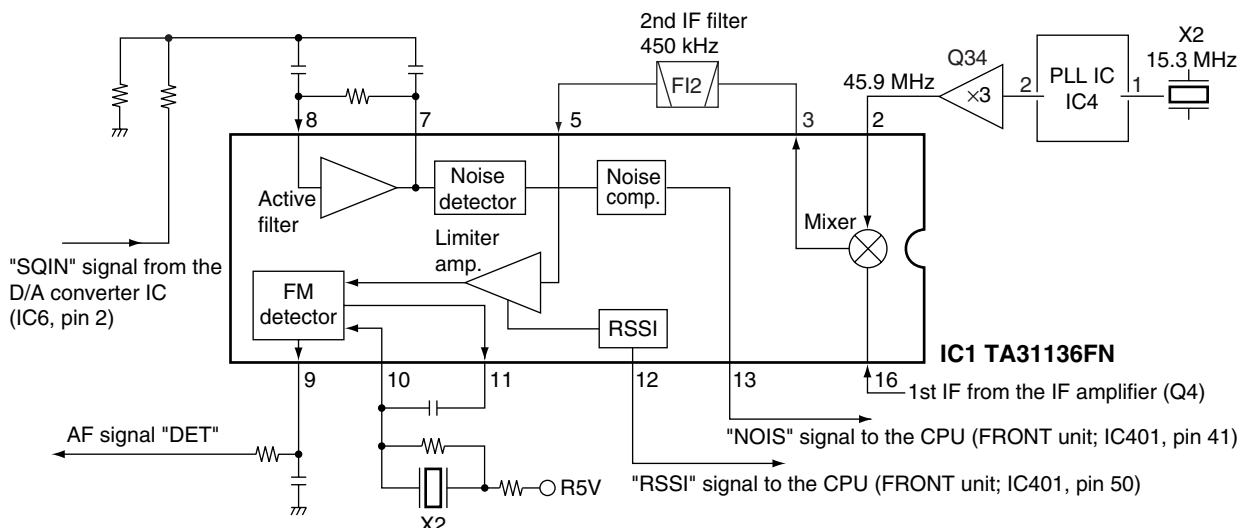 2nd IF filter
450 kHz
X2
15.3 MHz
Q34
45.9 MHz
PLL IC
IC4
FI2
×3
2
1
8
7
5
3
2
Active
filter
Noise
detector
Noise
comp.
Mixer
Limiter
amp.
"SQIN" signal from the
D/A converter IC
(IC6, pin 2)
FM
detector
RSSI
IC1 TA31136FN
9
10
11
12
13
16
1st IF from the IF amplifier (Q4)
AF signal "DET"
"NOIS" signal to the CPU (FRONT unit; IC401, pin 41)
"RSSI" signal to the CPU (FRONT unit; IC401, pin 50)
R5V
X2